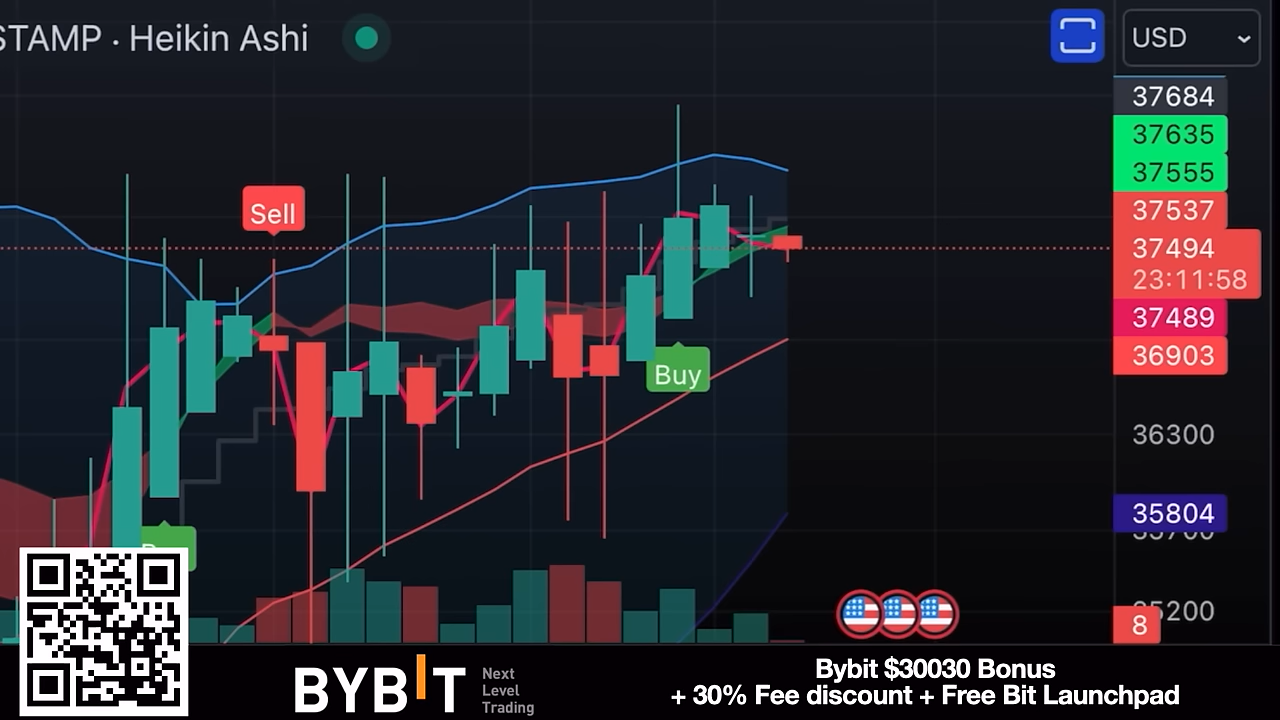 STAMP · Heikin Ashi
USD
37684
37635
37555
Sell
37537
37494
23:11:58
37489
Buy
36903
36300
35804
35200
8
BYBIT
Next
Level
Trading
Bybit $30030 Bonus
+ 30% Fee discount + Free Bit Launchpad